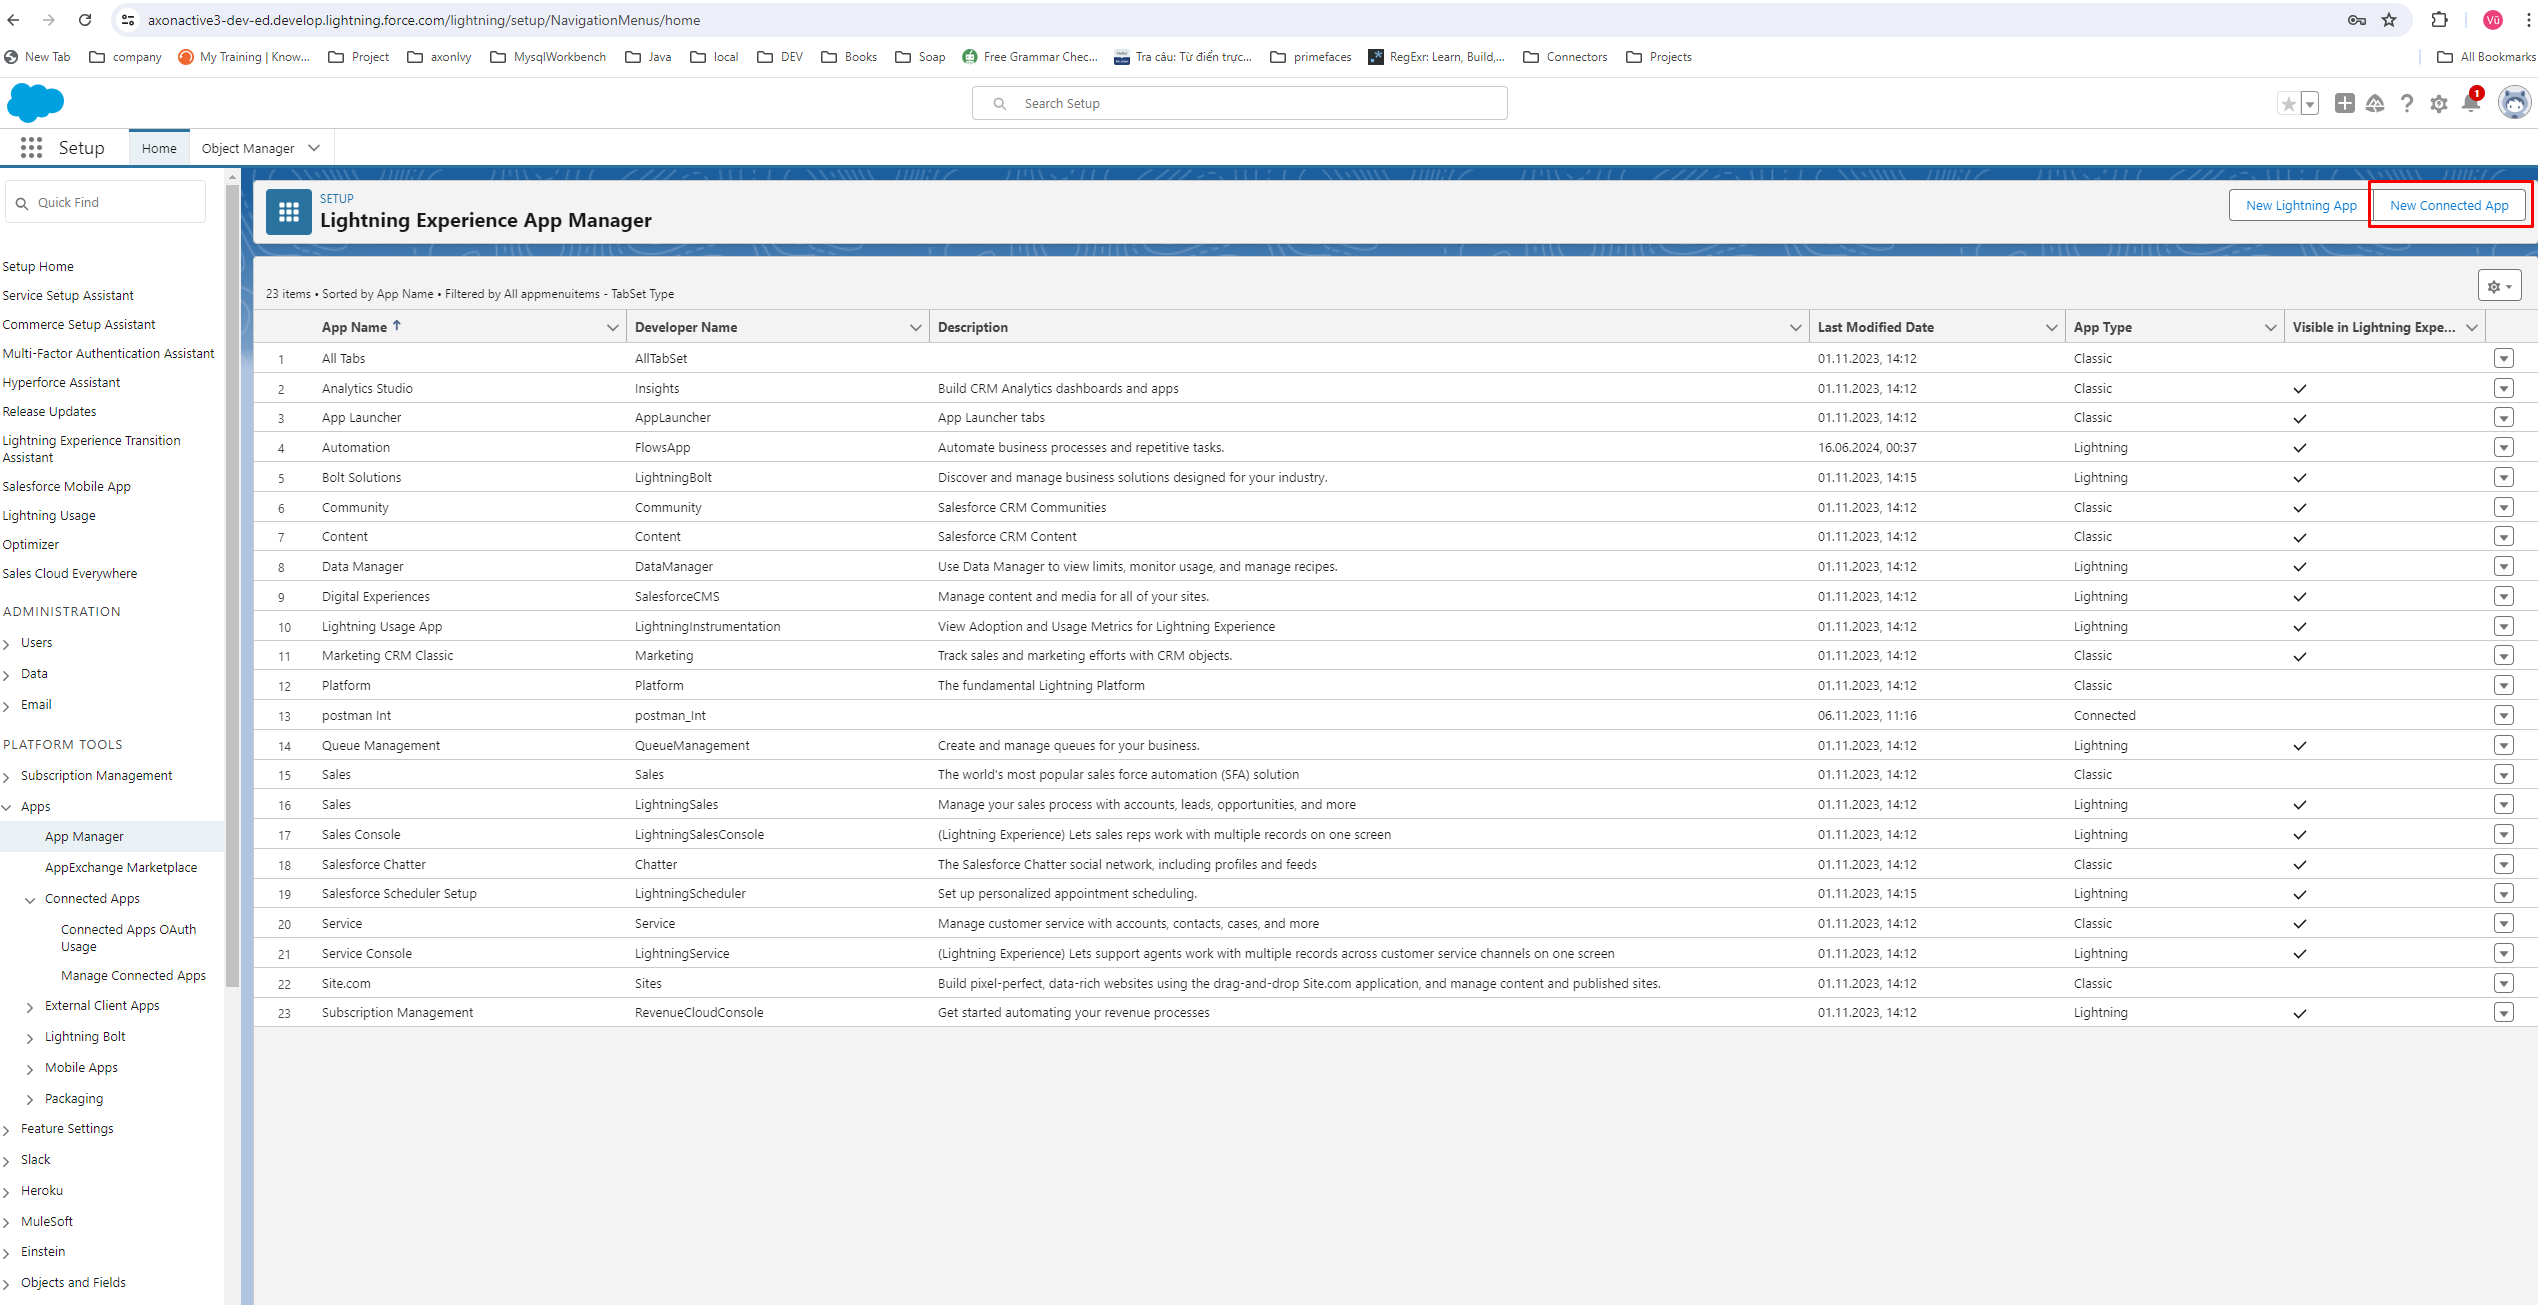 axonactive3-dev-ed.develop.lightning.force.com/lightning/setup/NavigationMenus/home
Vũ
New Tab company My Training | Know... Project axonIvy MysqlWorkbench Java local DEV Books Soap Free Grammar Chec... Tra câu: Từ điển trực... primefaces RegExr: Learn, Build,... Connectors Projects All Bookmarks
Search Setup
1
Setup Home Object Manager
Quick Find
Setup Home
Service Setup Assistant
Commerce Setup Assistant
Multi-Factor Authentication Assistant
Hyperforce Assistant
Release Updates
Lightning Experience Transition
Assistant
Salesforce Mobile App
Lightning Usage
Optimizer
Sales Cloud Everywhere
ADMINISTRATION
Users
Data
Email
PLATFORM TOOLS
Subscription Management
Apps
App Manager
AppExchange Marketplace
Connected Apps
Connected Apps OAuth
Usage
Manage Connected Apps
External Client Apps
Lightning Bolt
Mobile Apps
Packaging
Feature Settings
Slack
Heroku
MuleSoft
Einstein
Objects and Fields
SETUP
Lightning Experience App Manager
New Lightning App New Connected App
23 items • Sorted by App Name • Filtered by All appmenuitems - TabSet Type
App Name ↑ Developer Name Description Last Modified Date App Type Visible in Lightning Expe...
1 All Tabs AllTabSet 01.11.2023, 14:12 Classic
2 Analytics Studio Insights Build CRM Analytics dashboards and apps 01.11.2023, 14:12 Classic
3 App Launcher AppLauncher App Launcher tabs 01.11.2023, 14:12 Classic
4 Automation FlowsApp Automate business processes and repetitive tasks. 16.06.2024, 00:37 Lightning
5 Bolt Solutions LightningBolt Discover and manage business solutions designed for your industry. 01.11.2023, 14:15 Lightning
6 Community Community Salesforce CRM Communities 01.11.2023, 14:12 Classic
7 Content Content Salesforce CRM Content 01.11.2023, 14:12 Classic
8 Data Manager DataManager Use Data Manager to view limits, monitor usage, and manage recipes. 01.11.2023, 14:12 Lightning
9 Digital Experiences SalesforceCMS Manage content and media for all of your sites. 01.11.2023, 14:12 Lightning
10 Lightning Usage App LightningInstrumentation View Adoption and Usage Metrics for Lightning Experience 01.11.2023, 14:12 Lightning
11 Marketing CRM Classic Marketing Track sales and marketing efforts with CRM objects. 01.11.2023, 14:12 Classic
12 Platform Platform The fundamental Lightning Platform 01.11.2023, 14:12 Classic
13 postman Int postman_Int 06.11.2023, 11:16 Connected
14 Queue Management QueueManagement Create and manage queues for your business. 01.11.2023, 14:12 Lightning
15 Sales Sales The world's most popular sales force automation (SFA) solution 01.11.2023, 14:12 Classic
16 Sales LightningSales Manage your sales process with accounts, leads, opportunities, and more 01.11.2023, 14:12 Lightning
17 Sales Console LightningSalesConsole (Lightning Experience) Lets sales reps work with multiple records on one screen 01.11.2023, 14:12 Lightning
18 Salesforce Chatter Chatter The Salesforce Chatter social network, including profiles and feeds 01.11.2023, 14:12 Classic
19 Salesforce Scheduler Setup LightningScheduler Set up personalized appointment scheduling. 01.11.2023, 14:15 Lightning
20 Service Service Manage customer service with accounts, contacts, cases, and more 01.11.2023, 14:12 Classic
21 Service Console LightningService (Lightning Experience) Lets support agents work with multiple records across customer service channels on one screen 01.11.2023, 14:12 Lightning
22 Site.com Sites Build pixel-perfect, data-rich websites using the drag-and-drop Site.com application, and manage content and published sites. 01.11.2023, 14:12 Classic
23 Subscription Management RevenueCloudConsole Get started automating your revenue processes 01.11.2023, 14:12 Lightning